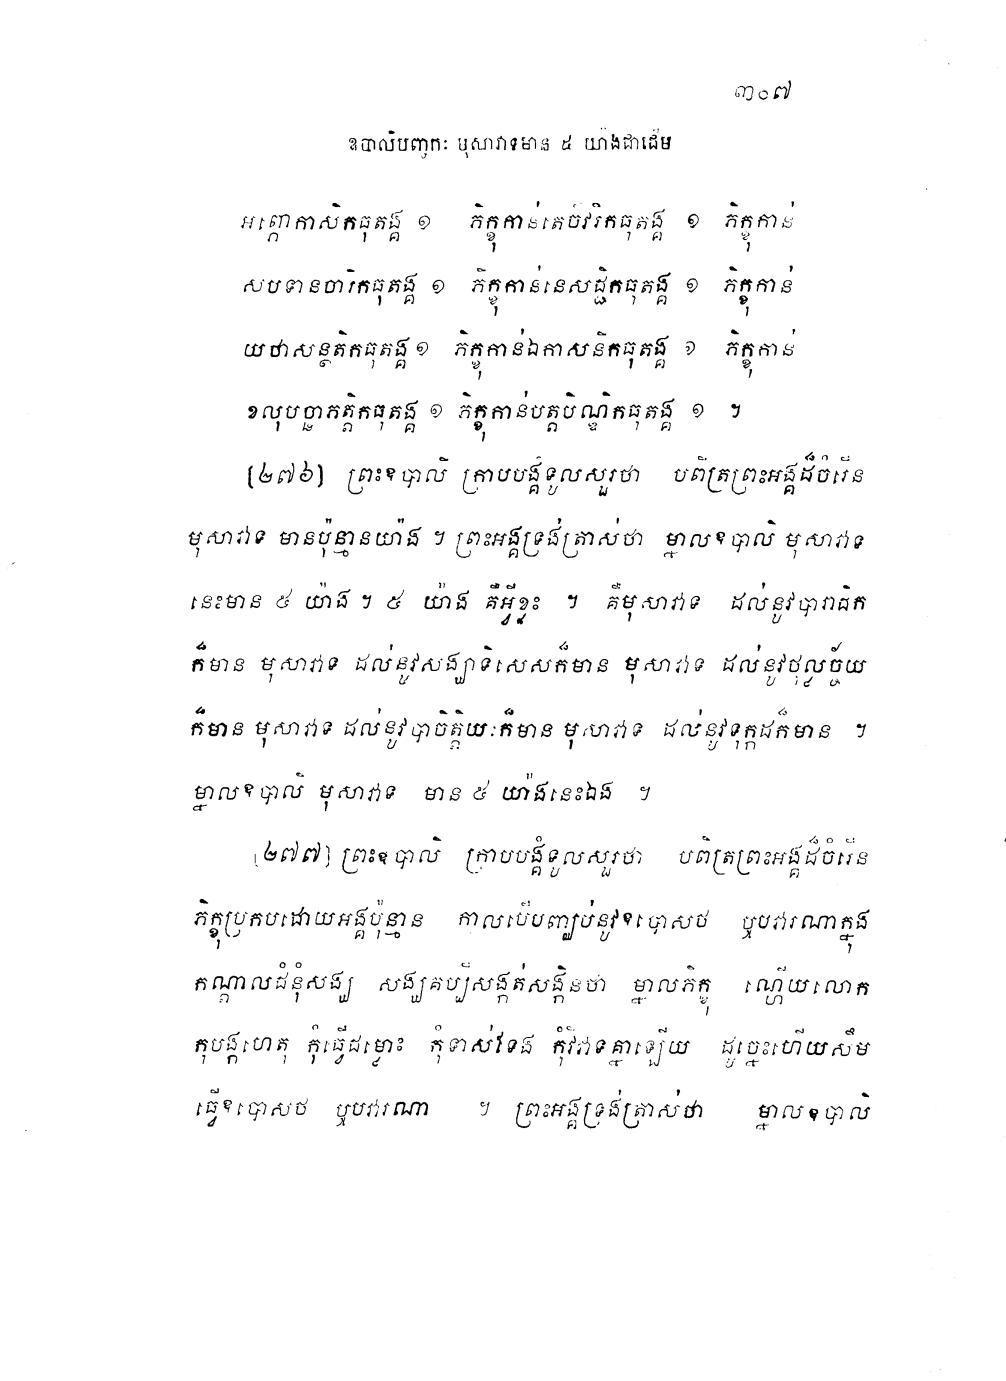 ៣០៧
ឧបាលិបញ្ចកៈ មុសាវាទមាន ៥ យ៉ាងជាដើម
អព្ភោកាសិកធុតង្គ ១ ភិក្ខុកាន់តេចីវរិកធុតង្គ ១ ភិក្ខុកាន់
សបទានចារិកធុតង្គ ១ ភិក្ខុកាន់នេសជ្ជិកធុតង្គ ១ ភិក្ខុកាន់
យថាសន្ថតិកធុតង្គ ១ ភិក្ខុកាន់ឯកាសនិកធុតង្គ ១ ភិក្ខុកាន់
ខលុបច្ឆាភត្តិកធុតង្គ ១ ភិក្ខុកាន់បត្តបិណ្ឌិកធុតង្គ ១ ។
[២៧៦] ព្រះឧបាលិ ក្រាបបង្គំទូលសួរថា បពិត្រព្រះអង្គដ៏ចំរើន
មុសាវាទ មានប៉ុន្មានយ៉ាង ។ ព្រះអង្គទ្រង់ត្រាស់ថា ម្នាលឧបាលិ មុសាវាទ
នេះមាន ៥ យ៉ាង ។ ៥ យ៉ាង គឺអ្វីខ្លះ ។ គឺមុសាវាទ ដល់នូវបារាជិក
ក៏មាន មុសាវាទ ដល់នូវសង្ឃាទិសេសក៏មាន មុសាវាទ ដល់នូវថុល្លច្ច័យ
ក៏មាន មុសាវាទ ដល់នូវបាចិត្តិយៈក៏មាន មុសាវាទ ដល់នូវទុក្កដក៏មាន ។
ម្នាលឧបាលិ មុសាវាទ មាន ៥ យ៉ាងនេះឯង ។
[២៧៧] ព្រះឧបាលិ ក្រាបបង្គំទូលសួរថា បពិត្រព្រះអង្គដ៏ចំរើន
ភិក្ខុប្រកបដោយអង្គប៉ុន្មាន កាលបើបញ្ឈប់នូវឧបោសថ ឬបវារណាក្នុង
កណ្តាលជំនុំសង្ឃ សង្ឃគប្បីសង្កត់សង្កិនថា ម្នាលភិក្ខុ ណ្ហើយលោក
កុបង្កហេតុ កុំធ្វើជម្លោះ កុំទាស់ទែង កុំវិវាទគ្នាឡើយ ដូច្នេះហើយសឹម
ធ្វើឧបោសថ ឬបវារណា ។ ព្រះអង្គទ្រង់ត្រាស់ថា ម្នាលឧបាលិ